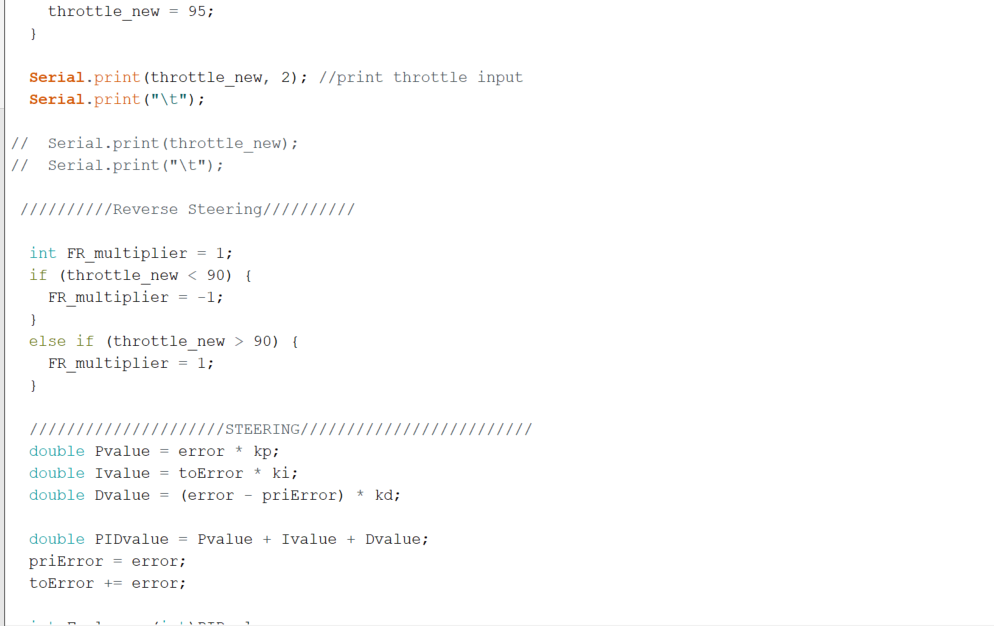 throttle_new = 95;
}
Serial.print(throttle_new, 2); //print throttle input
Serial.print("\t");
//  Serial.print(throttle_new);
//  Serial.print("\t");
//////////Reverse Steering//////////
int FR_multiplier = 1;
if (throttle_new < 90) {
FR_multiplier = -1;
}
else if (throttle_new > 90) {
FR_multiplier = 1;
}
/////////////////////STEERING/////////////////////////
double Pvalue = error * kp;
double Ivalue = toError * ki;
double Dvalue = (error - priError) * kd;
double PIDvalue = Pvalue + Ivalue + Dvalue;
priError = error;
toError += error;